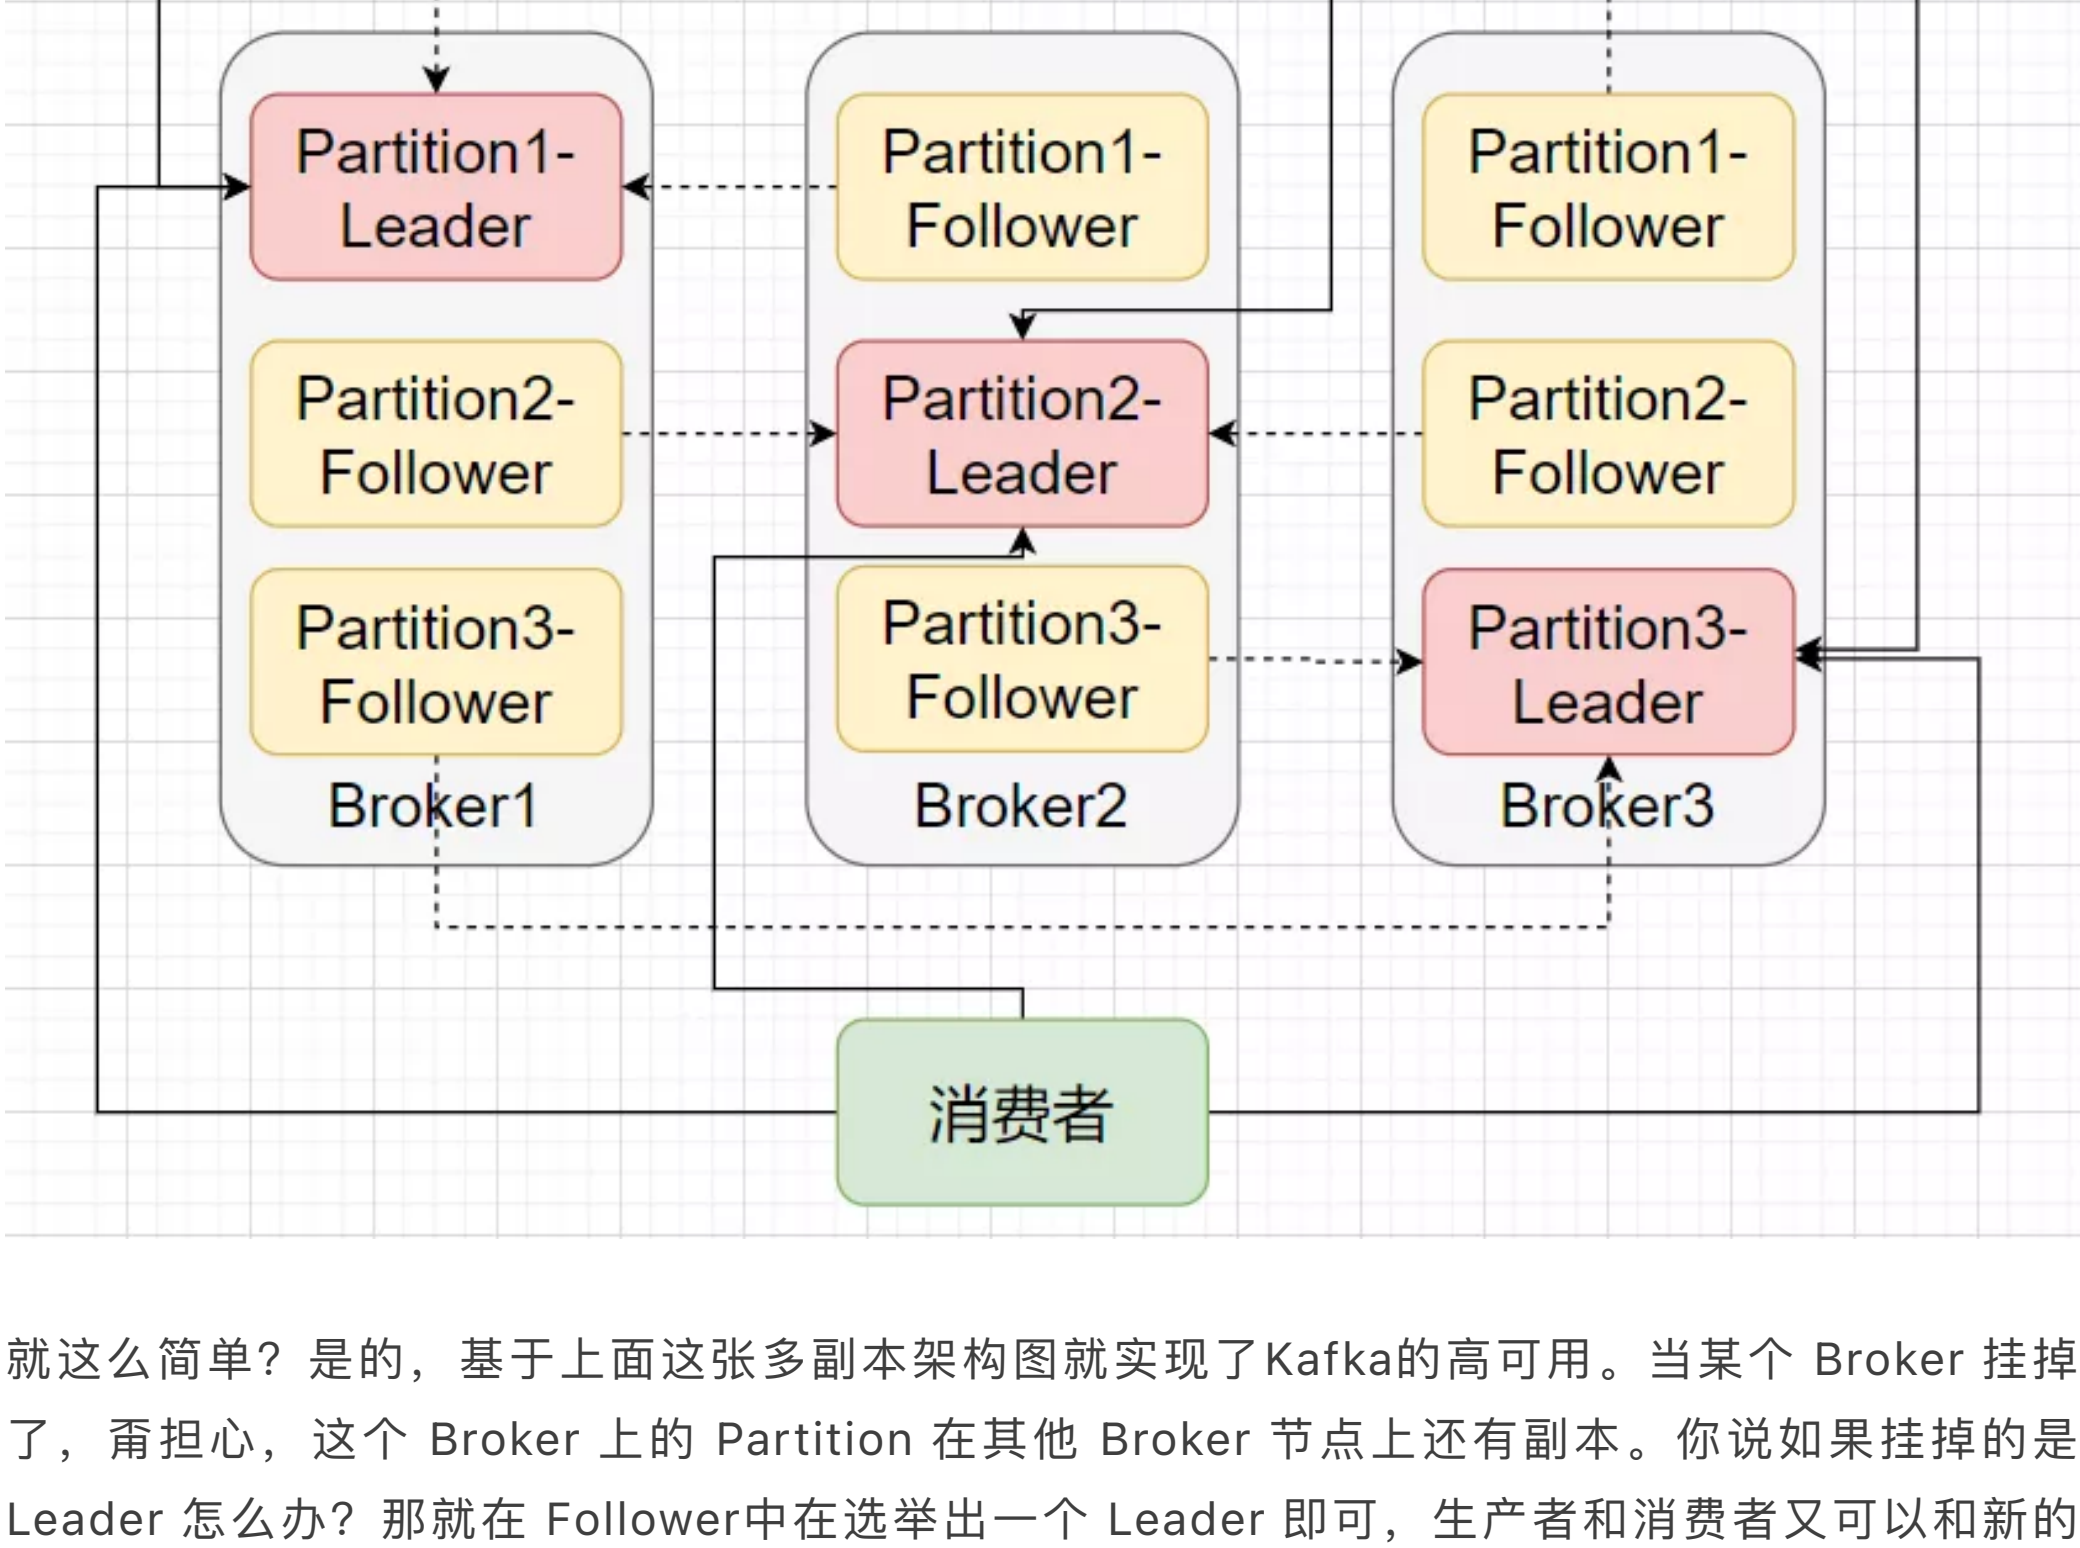 Partition1-
Leader
Partition1-
Follower
Partition1-
Follower
Partition2-
Follower
Partition2-
Leader
Partition2-
Follower
Partition3-
Follower
Partition3-
Follower
Partition3-
Leader
Broker1
Broker2
Broker3
消费者
就这么简单？是的，基于上面这张多副本架构图就实现了Kafka的高可用。当某个 Broker 挂掉
了，甭担心，这个 Broker 上的 Partition 在其他 Broker 节点上还有副本。你说如果挂掉的是
Leader 怎么办？那就在 Follower中在选举出一个 Leader 即可，生产者和消费者又可以和新的